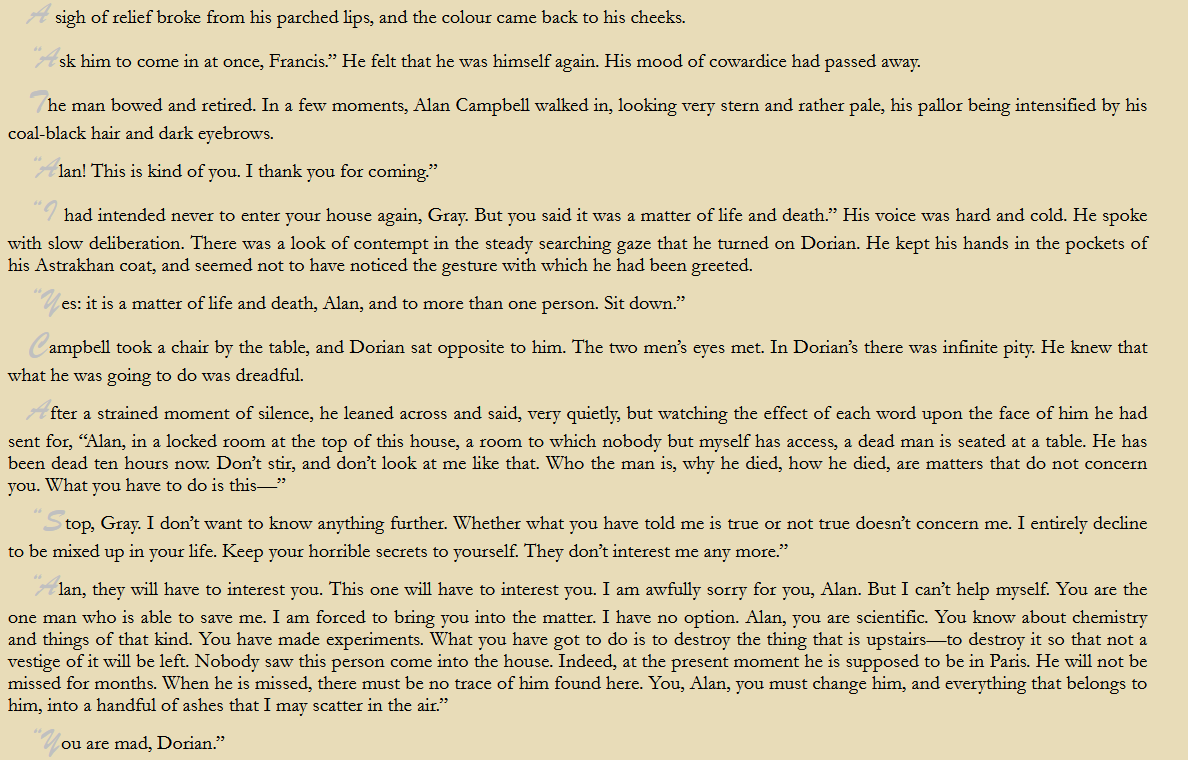 A sigh of relief broke from his parched lips, and the colour came back to his cheeks.
“Ask him to come in at once, Francis.” He felt that he was himself again. His mood of cowardice had passed away.
The man bowed and retired. In a few moments, Alan Campbell walked in, looking very stern and rather pale, his pallor being intensified by his
coal-black hair and dark eyebrows.
“Alan! This is kind of you. I thank you for coming.”
“I had intended never to enter your house again, Gray. But you said it was a matter of life and death.” His voice was hard and cold. He spoke
with slow deliberation. There was a look of contempt in the steady searching gaze that he turned on Dorian. He kept his hands in the pockets of
his Astrakhan coat, and seemed not to have noticed the gesture with which he had been greeted.
“Yes: it is a matter of life and death, Alan, and to more than one person. Sit down.”
Campbell took a chair by the table, and Dorian sat opposite to him. The two men’s eyes met. In Dorian’s there was infinite pity. He knew that
what he was going to do was dreadful.
After a strained moment of silence, he leaned across and said, very quietly, but watching the effect of each word upon the face of him he had
sent for, “Alan, in a locked room at the top of this house, a room to which nobody but myself has access, a dead man is seated at a table. He has
been dead ten hours now. Don’t stir, and don’t look at me like that. Who the man is, why he died, how he died, are matters that do not concern
you. What you have to do is this—”
“Stop, Gray. I don’t want to know anything further. Whether what you have told me is true or not true doesn’t concern me. I entirely decline
to be mixed up in your life. Keep your horrible secrets to yourself. They don’t interest me any more.”
“Alan, they will have to interest you. This one will have to interest you. I am awfully sorry for you, Alan. But I can’t help myself. You are the
one man who is able to save me. I am forced to bring you into the matter. I have no option. Alan, you are scientific. You know about chemistry
and things of that kind. You have made experiments. What you have got to do is to destroy the thing that is upstairs—to destroy it so that not a
vestige of it will be left. Nobody saw this person come into the house. Indeed, at the present moment he is supposed to be in Paris. He will not be
missed for months. When he is missed, there must be no trace of him found here. You, Alan, you must change him, and everything that belongs to
him, into a handful of ashes that I may scatter in the air.”
“You are mad, Dorian.”